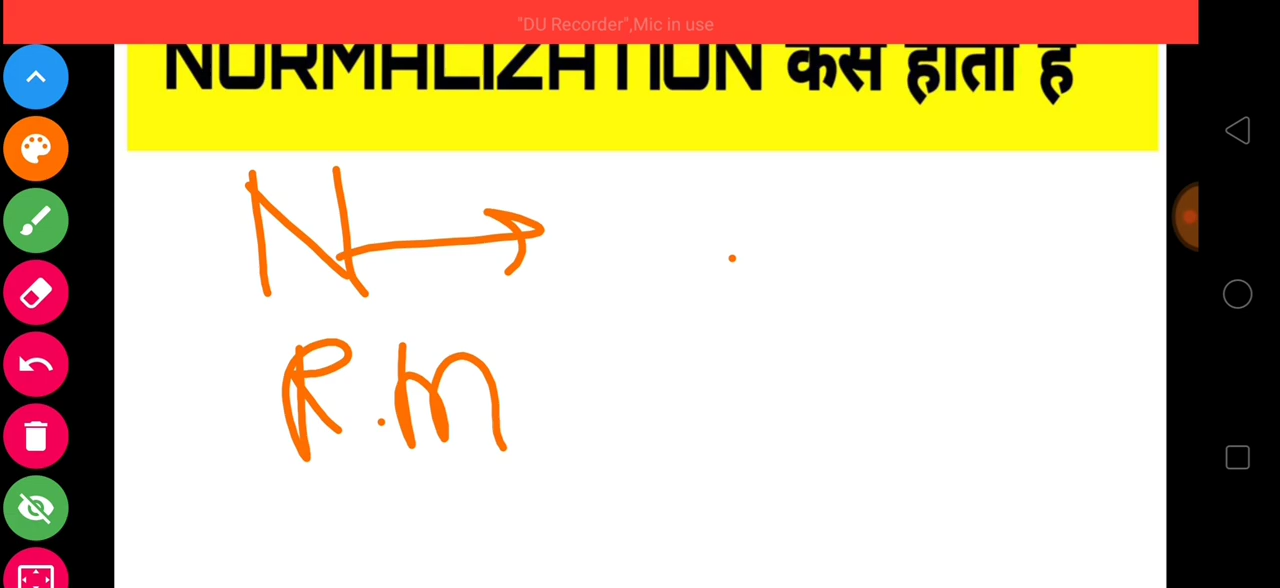 "DU Recorder",Mic in use
NORMALIZATION कैसे होता है
N →
R.M